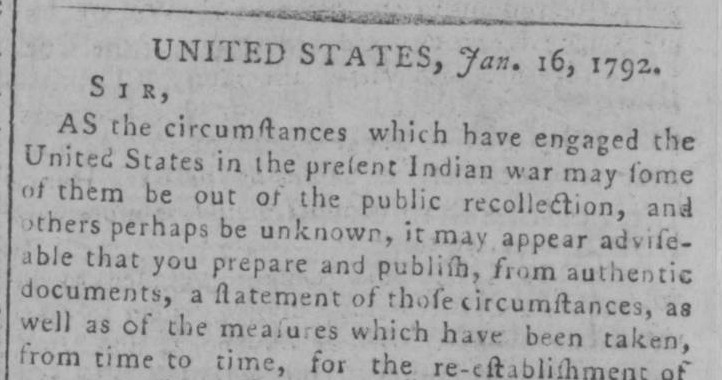 UNITED STATES, Jan. 16, 1792.
SIR,
AS the circumſtances which have engaged the
United States in the preſent Indian war may ſome
of them be out of the public recollection, and
others perhaps be unknown, it may appear adviſe-
able that you prepare and publiſh, from authentic
documents, a ſtatement of thoſe circumſtances, as
well as of the meaſures which have been taken,
from time to time, for the re-eſtabliſhment of